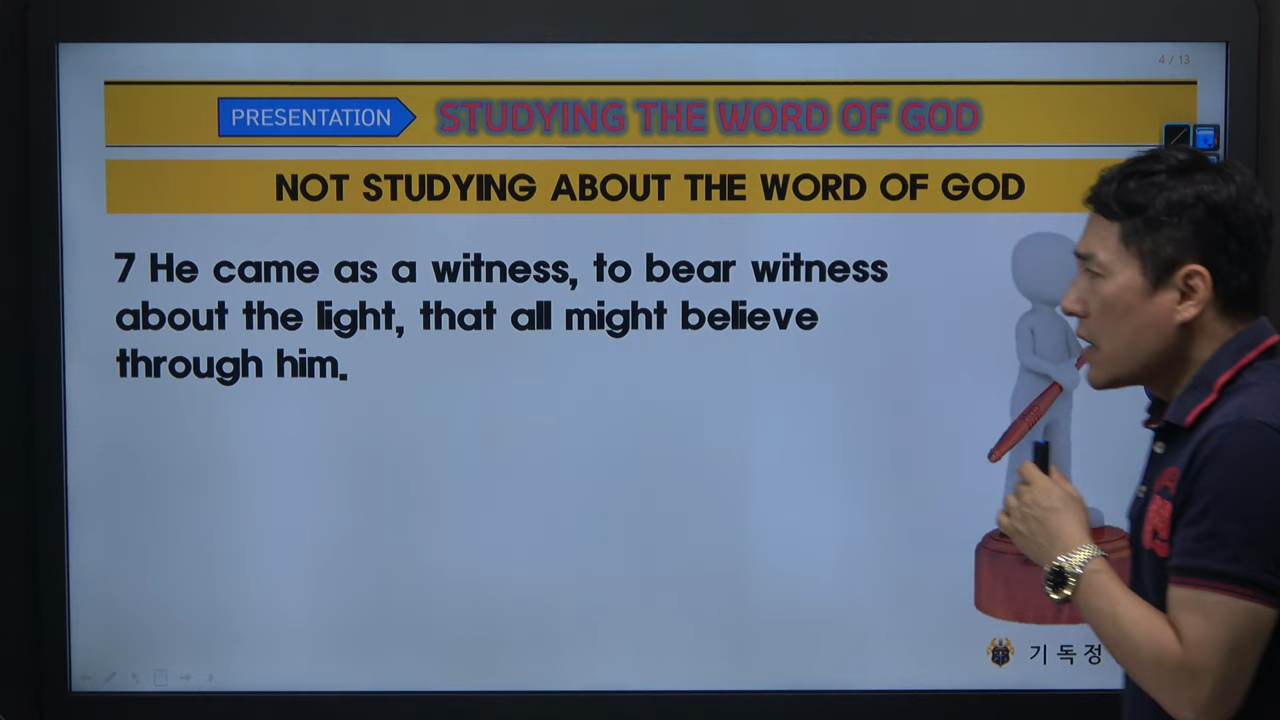 4 / 13
PRESENTATION
STUDYING THE WORD OF GOD
NOT STUDYING ABOUT THE WORD OF GOD
7 He came as a witness, to bear witness
about the light, that all might believe
through him.
기독정